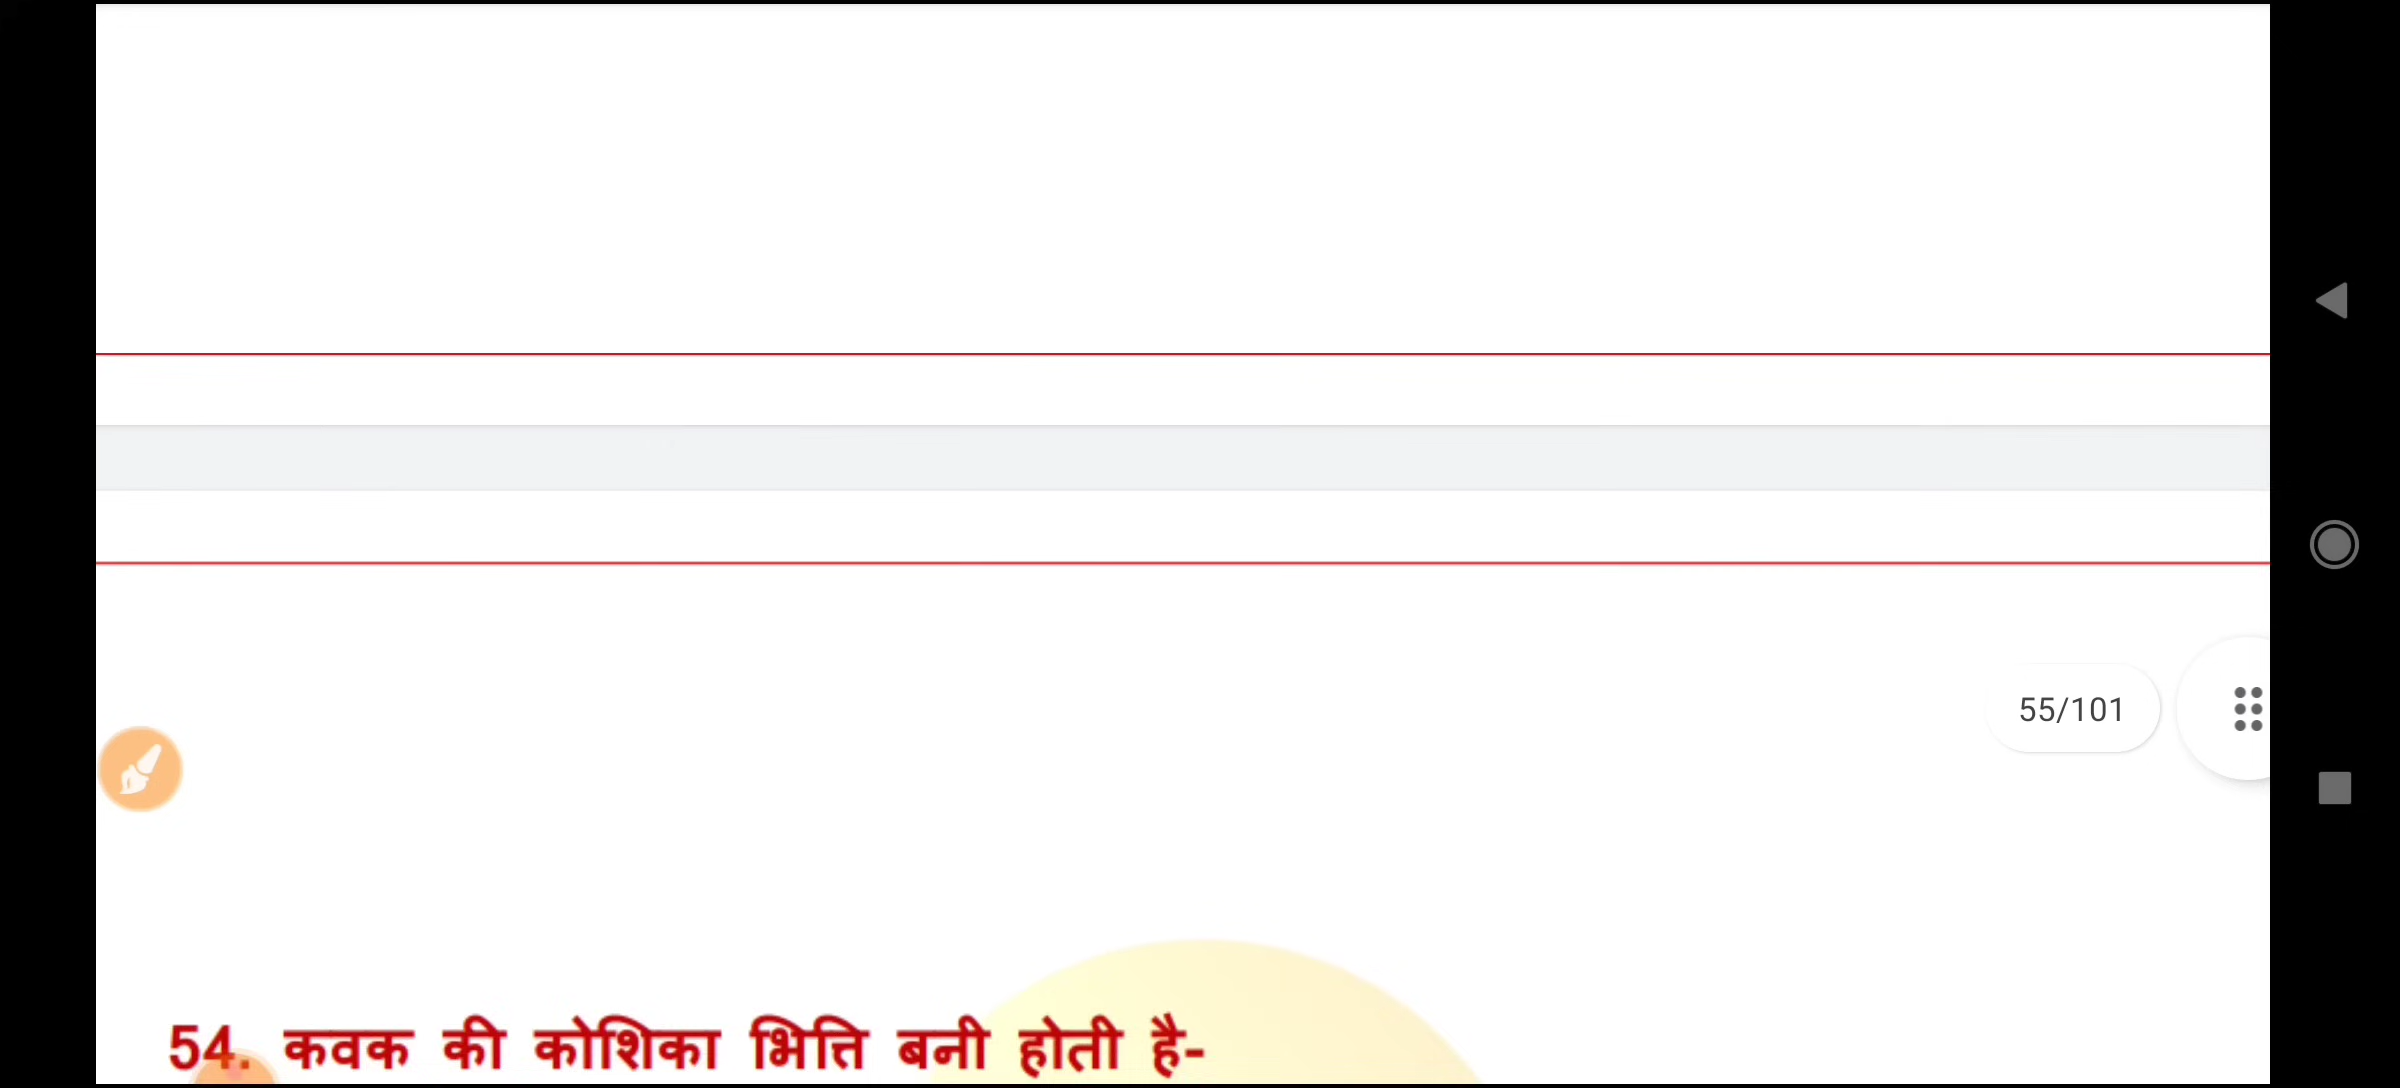 55/101
54. कवक की कोशिका भित्ति बनी होती है-